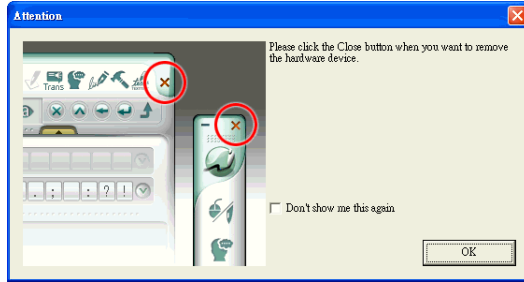 Attention
Please click the Close button when you want to remove
the hardware device.
Trans
. , ; : ? !
Don't show me this again
OK